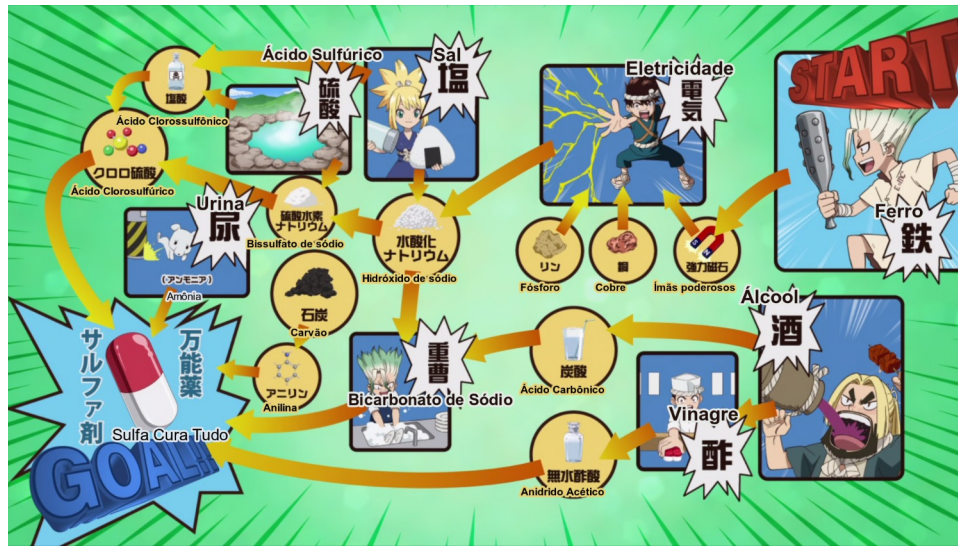 START
Ferro
鉄
Eletricidade
電気
リン
Fósforo
銅
Cobre
強力磁石
Ímãs poderosos
S
N
Ácido Sulfúrico
硫酸
Sal
塩
塩酸
Ácido Clorossulfônico
クロロ硫酸
Ácido Clorosulfúrico
硫酸水素
ナトリウム
Bissulfato de sódio
水酸化
ナトリウム
Hidróxido de sódio
Urina
尿
(アンモニア)
Amônia
石炭
Carvão
アニリン
Anilina
重曹
Bicarbonato de Sódio
炭酸
Ácido Carbônico
Álcool
酒
Vinagre
酢
無水酢酸
Anidrido Acético
万能薬
サルファ剤
Sulfa Cura Tudo
GOAL!!